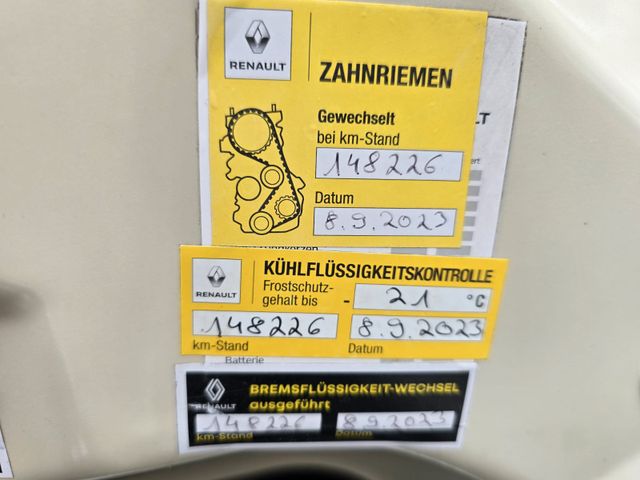 RENAULT
ZAHNRIEMEN
Gewechselt
bei km-Stand
148226
Datum
8.9.2023
RENAULT
KÜHLFLÜSSIGKEITSKONTROLLE
Frostschutz-
gehalt bis - 21 °C
148226 8.9.2023
km-Stand Datum
Batterie
RENAULT
BREMSFLÜSSIGKEIT-WECHSEL
ausgeführt
148226 8.9.2023
km-Stand Datum